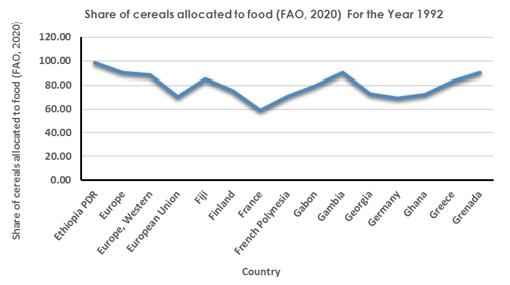 Share of cereals allocated to food (FAO, 2020)  For the Year 1992
Share of cereals allocated to food (FAO, 2020)
120.00
100.00
80.00
60.00
40.00
20.00
0.00
Ethiopia PDR
Europe
Europe, Western
European Union
Fiji
Finland
France
French Polynesia
Gabon
Gambia
Georgia
Germany
Ghana
Greece
Grenada
Country